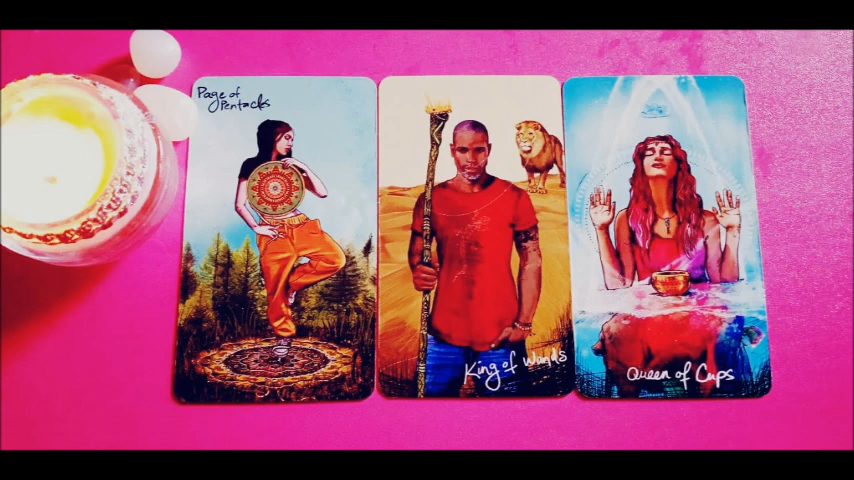 Page of
Pentacles
King of Wands
Queen of Cups